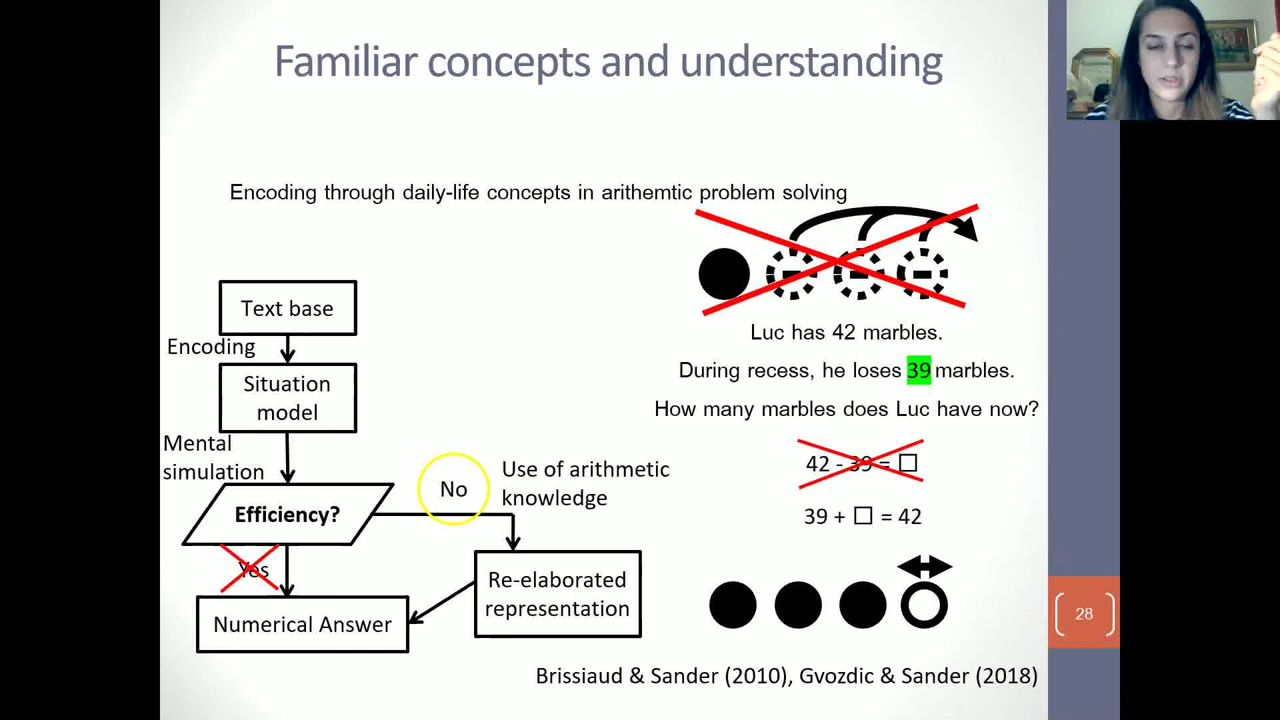 Familiar concepts and understanding
Encoding through daily-life concepts in arithemtic problem solving
Text base
Encoding
Situation
model
Mental
simulation
Efficiency?
No
Use of arithmetic
knowledge
Yes
Re-elaborated
representation
Numerical Answer
Luc has 42 marbles.
During recess, he loses 39 marbles.
How many marbles does Luc have now?
42 - 39 = □
39 + □ = 42
28
Brissiaud & Sander (2010), Gvozdic & Sander (2018)